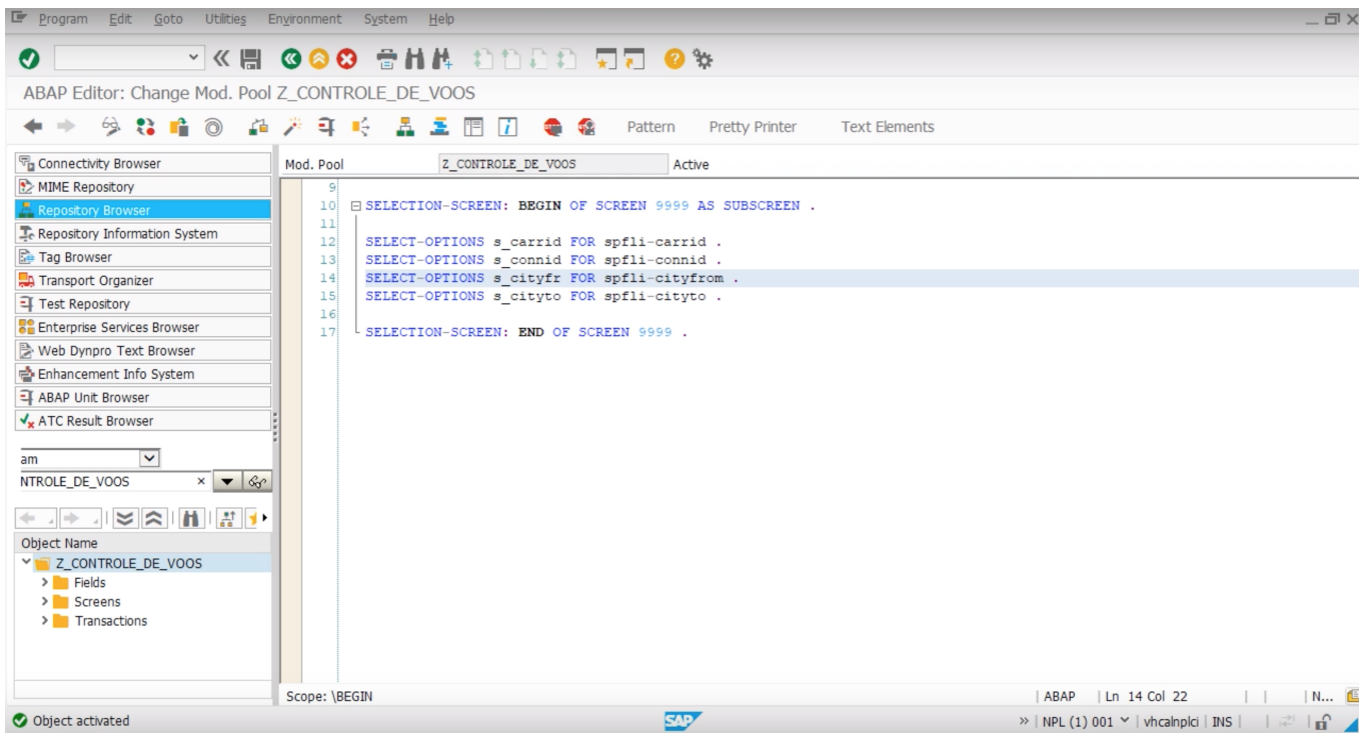 Program Edit Goto Utilities Environment System Help
ABAP Editor: Change Mod. Pool Z_CONTROLE_DE_VOOS
Pattern Pretty Printer Text Elements
Connectivity Browser
MIME Repository
Repository Browser
Repository Information System
Tag Browser
Transport Organizer
Test Repository
Enterprise Services Browser
Web Dynpro Text Browser
Enhancement Info System
ABAP Unit Browser
ATC Result Browser
am
NTROLE_DE_VOOS
Object Name
Z_CONTROLE_DE_VOOS
Fields
Screens
Transactions
Mod. Pool Z_CONTROLE_DE_VOOS Active
9
10 SELECTION-SCREEN: BEGIN OF SCREEN 9999 AS SUBSCREEN .
11
12 SELECT-OPTIONS s_carrid FOR spfli-carrid .
13 SELECT-OPTIONS s_connid FOR spfli-connid .
14 SELECT-OPTIONS s_cityfr FOR spfli-cityfrom .
15 SELECT-OPTIONS s_cityto FOR spfli-cityto .
16
17 SELECTION-SCREEN: END OF SCREEN 9999 .
Scope: \BEGIN ABAP Ln 14 Col 22 N...
Object activated SAP NPL (1) 001 vhcalnplci INS